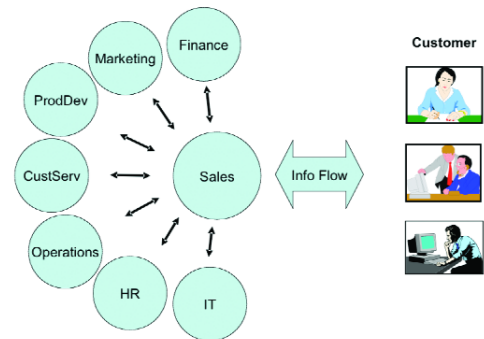 Finance
Marketing
Customer
ProdDev
CustServ
Sales
Info Flow
Operations
HR
IT